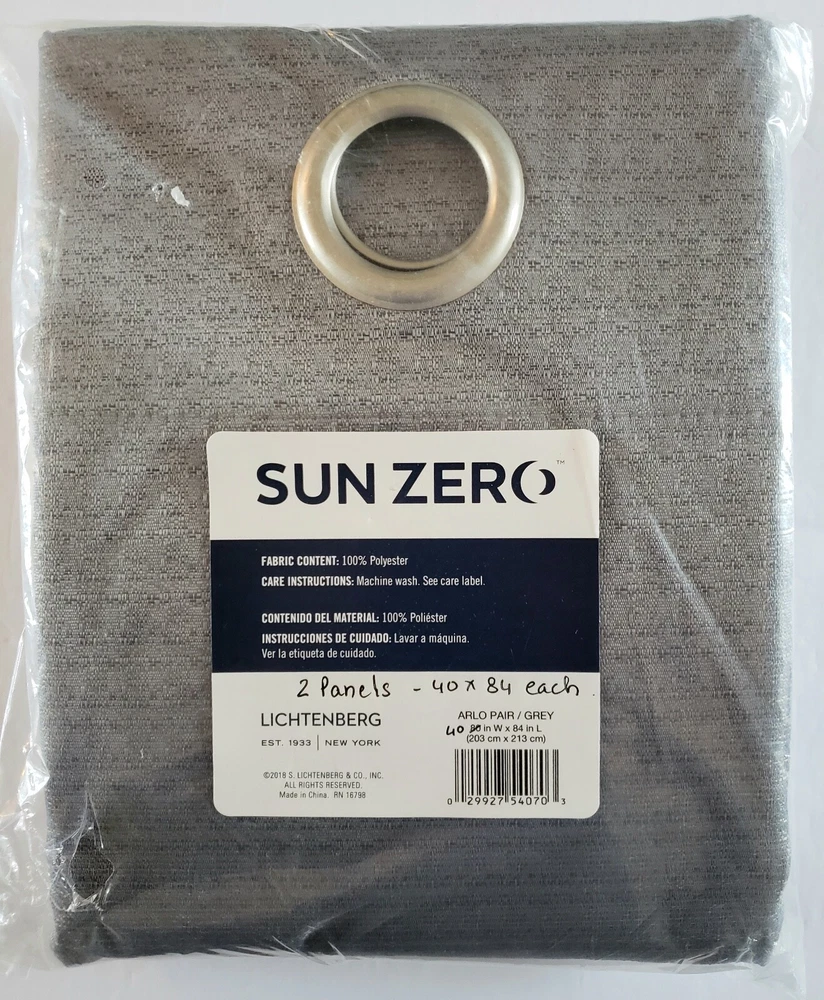 SUN ZERO™
FABRIC CONTENT: 100% Polyester
CARE INSTRUCTIONS: Machine wash. See care label.
CONTENIDO DEL MATERIAL: 100% Poliéster
INSTRUCCIONES DE CUIDADO: Lavar a máquina.
Ver la etiqueta de cuidado.
2 Panels - 40 x 84 each.
LICHTENBERG
EST. 1933 | NEW YORK
©2018 S. LICHTENBERG & CO., INC.
ALL RIGHTS RESERVED.
Made in China. RN 16798
ARLO PAIR / GREY
40 80 in W x 84 in L
(203 cm x 213 cm)
0 29927 54070 3